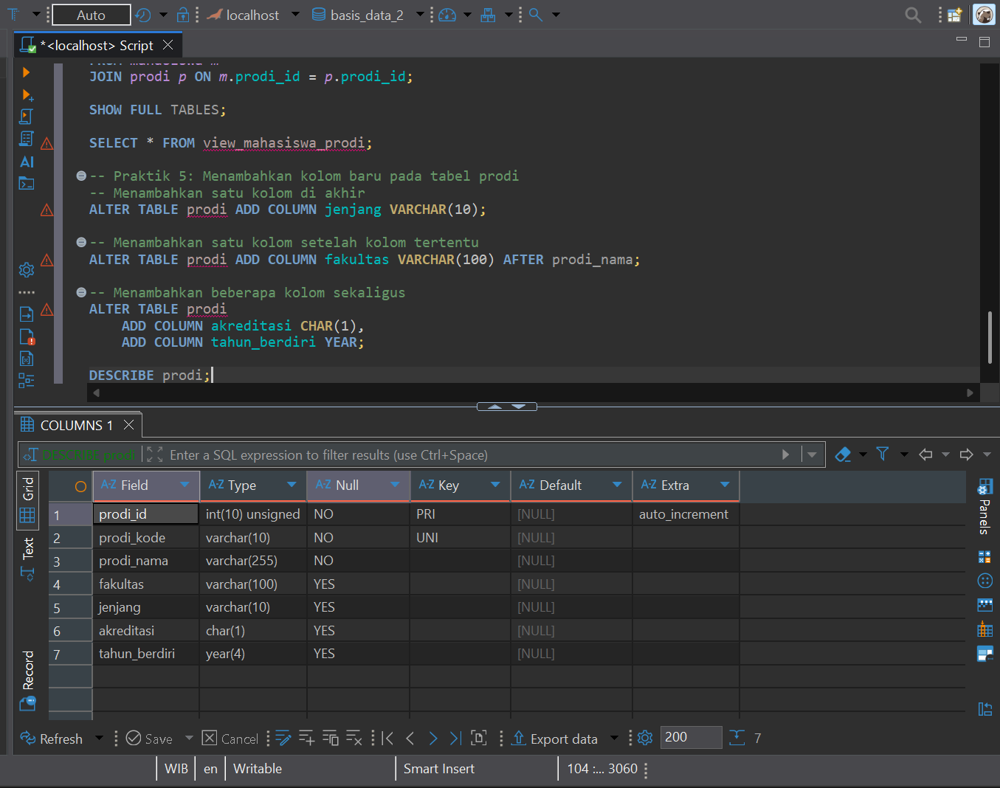 Auto localhost basis_data_2
*<localhost> Script
JOIN prodi p ON m.prodi_id = p.prodi_id;
SHOW FULL TABLES;
SELECT * FROM view_mahasiswa_prodi;
-- Praktik 5: Menambahkan kolom baru pada tabel prodi
-- Menambahkan satu kolom di akhir
ALTER TABLE prodi ADD COLUMN jenjang VARCHAR(10);
-- Menambahkan satu kolom setelah kolom tertentu
ALTER TABLE prodi ADD COLUMN fakultas VARCHAR(100) AFTER prodi_nama;
-- Menambahkan beberapa kolom sekaligus
ALTER TABLE prodi
ADD COLUMN akreditasi CHAR(1),
ADD COLUMN tahun_berdiri YEAR;
DESCRIBE prodi;
AI
COLUMNS 1
DESCRIBE prodi Enter a SQL expression to filter results (use Ctrl+Space)
Grid
Text
Record
A-Z Field A-Z Type A-Z Null A-Z Key A-Z Default A-Z Extra
1 prodi_id int(10) unsigned NO PRI [NULL] auto_increment
2 prodi_kode varchar(10) NO UNI [NULL]
3 prodi_nama varchar(255) NO [NULL]
4 fakultas varchar(100) YES [NULL]
5 jenjang varchar(10) YES [NULL]
6 akreditasi char(1) YES [NULL]
7 tahun_berdiri year(4) YES [NULL]
Panels
Refresh Save Cancel Export data 200 7
WIB en Writable Smart Insert 104 :... 3060